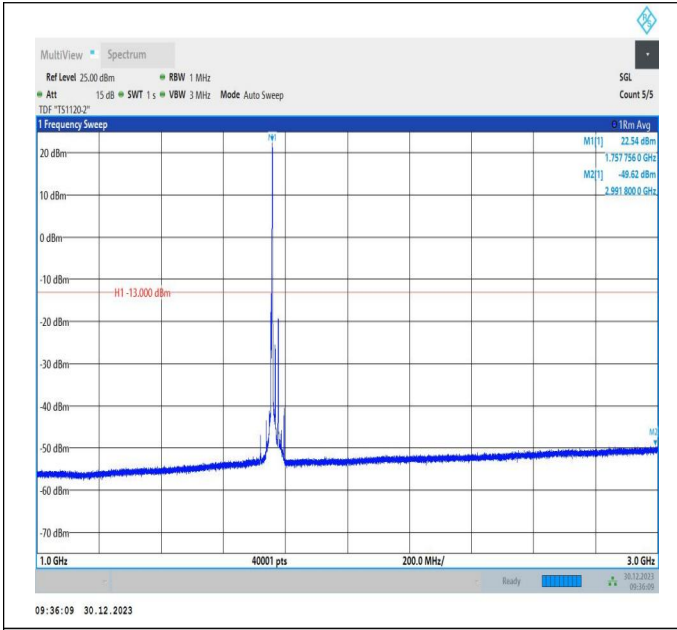 R S
MultiView Spectrum
Ref Level 25.00 dBm RBW 1 MHz SGL
Att 15 dB SWT 1 s VBW 3 MHz Mode Auto Sweep Count 5/5
TDF "TS1120-2"
1 Frequency Sweep 1Rm Avg
M1
M1[1] 22.54 dBm
20 dBm
1.757 756 0 GHz
M2[1] -49.62 dBm
2.991 800 0 GHz
10 dBm
0 dBm
-10 dBm
H1 -13.000 dBm
-20 dBm
-30 dBm
-40 dBm
M2
-50 dBm
-60 dBm
-70 dBm
1.0 GHz 40001 pts 200.0 MHz/ 3.0 GHz
Ready 30.12.2023
09:36:09
09:36:09 30.12.2023